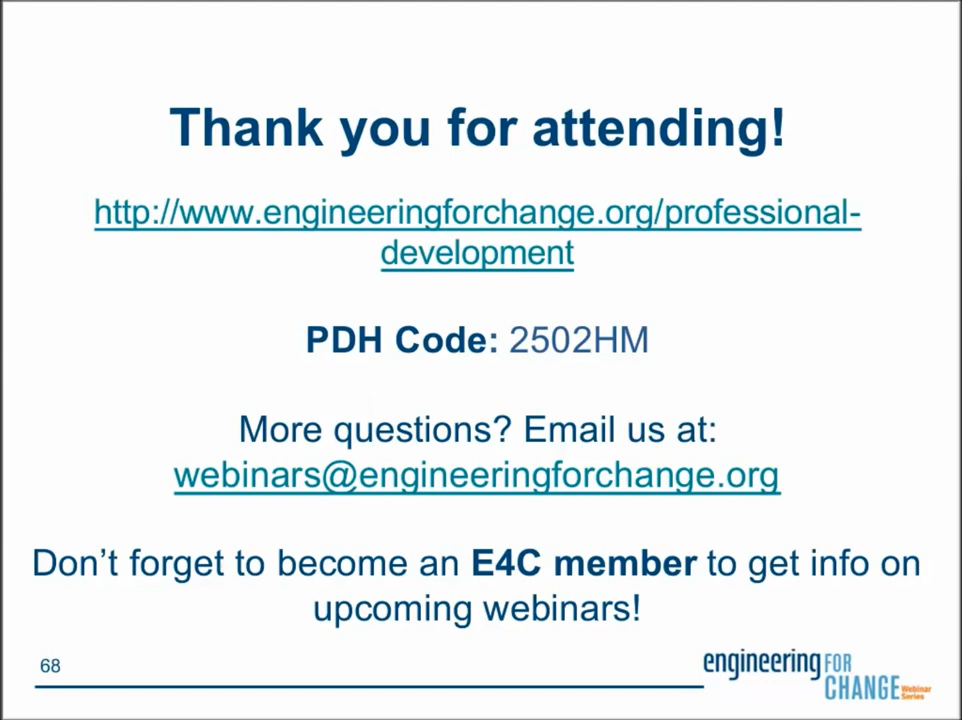 Thank you for attending!
http://www.engineeringforchange.org/professional-
development
PDH Code: 2502HM
More questions? Email us at:
webinars@engineeringforchange.org
Don’t forget to become an E4C member to get info on
upcoming webinars!
68
engineering FOR
CHANGE Webinar
Series